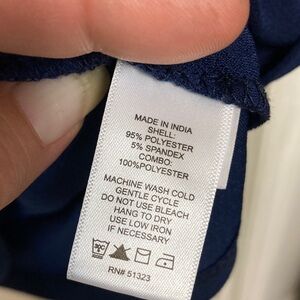 MADE IN INDIA
SHELL:
95% POLYESTER
5% SPANDEX
COMBO:
100%POLYESTER
MACHINE WASH COLD
GENTLE CYCLE
DO NOT USE BLEACH
HANG TO DRY
USE LOW IRON
IF NECESSARY
RN# 51323